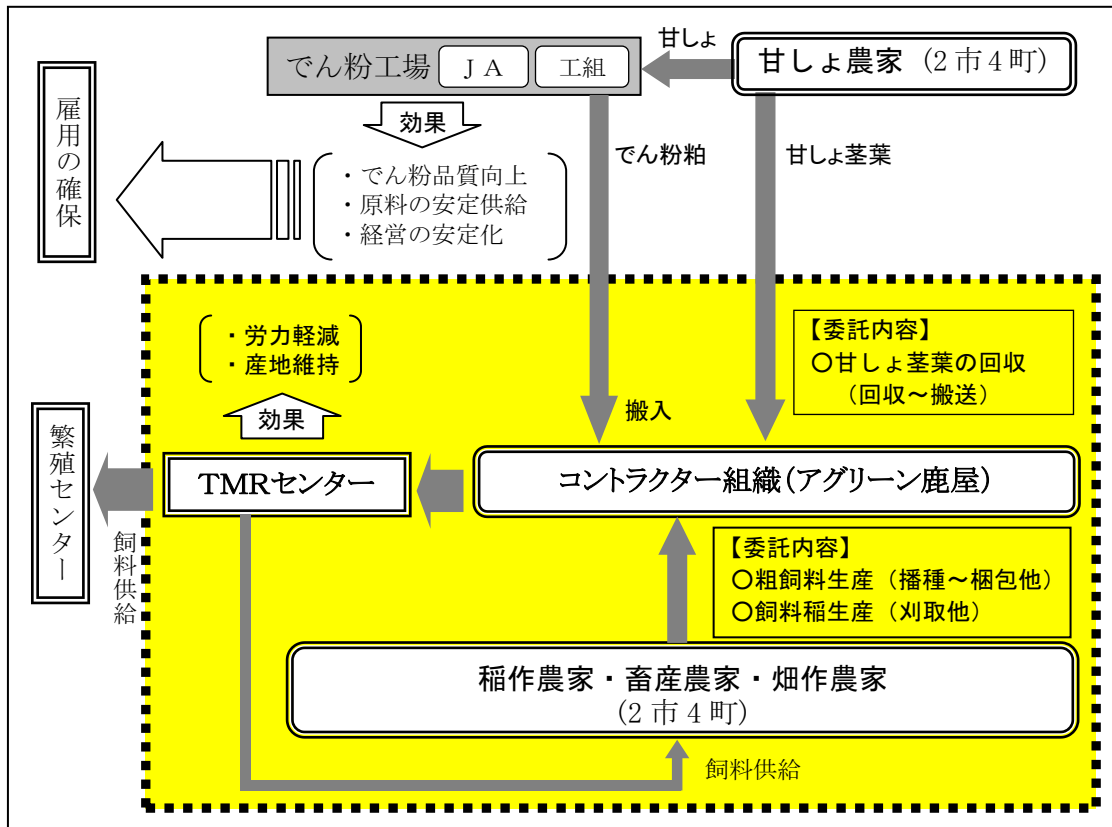 でん粉工場
ＪＡ
工組
甘しょ
甘しょ農家（2市4町）
雇用の確保
効果
・でん粉品質向上
・原料の安定供給
・経営の安定化
でん粉粕
甘しょ茎葉
・労力軽減
・産地維持
効果
【委託内容】
〇甘しょ茎葉の回収
（回収～搬送）
搬入
繁殖センター
飼料供給
TMRセンター
コントラクター組織（アグリーン鹿屋）
【委託内容】
〇粗飼料生産（播種～梱包他）
〇飼料稲生産（刈取他）
稲作農家・畜産農家・畑作農家
（2市4町）
飼料供給